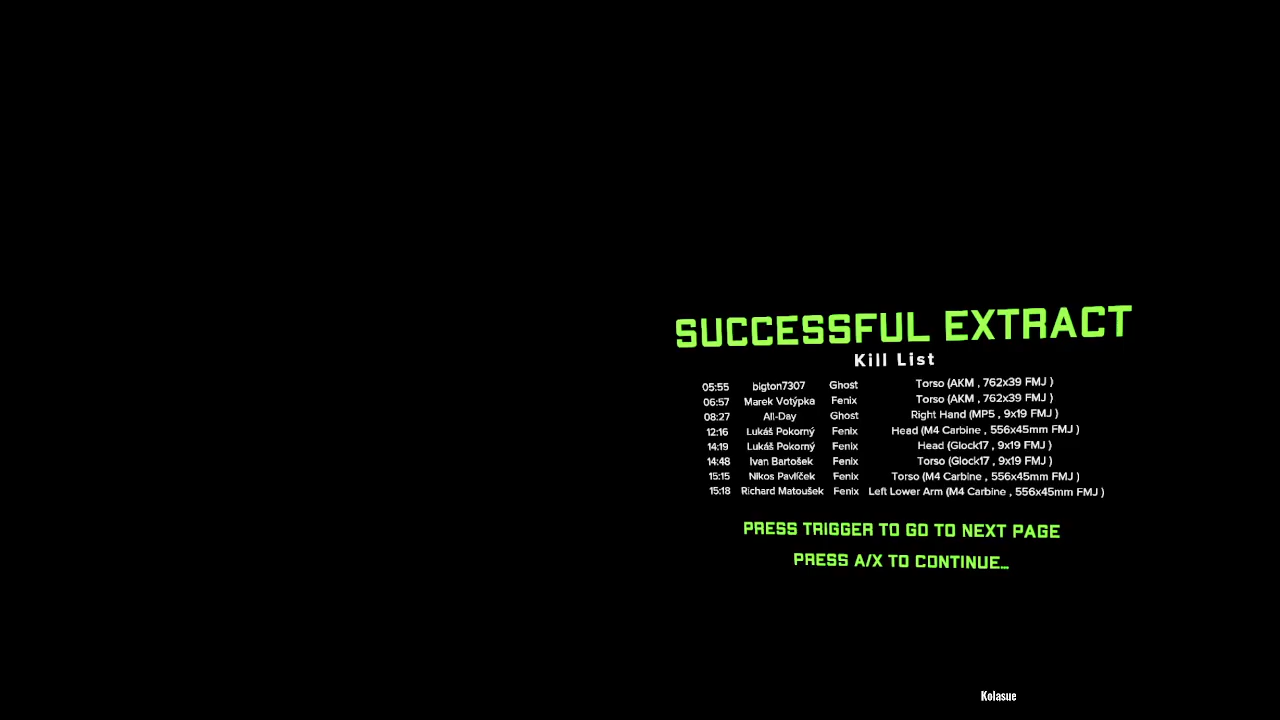 SUCCESSFUL EXTRACT
Kill List
05:55 bigton7307 Ghost Torso (AKM , 762x39 FMJ )
06:57 Marek Votýpka Fenix Torso (AKM , 762x39 FMJ )
08:27 All-Day Ghost Right Hand (MP5 , 9x19 FMJ )
12:16 Lukáš Pokorný Fenix Head (M4 Carbine , 556x45mm FMJ )
14:19 Lukáš Pokorný Fenix Head (Glock17 , 9x19 FMJ )
14:48 Ivan Bartošek Fenix Torso (Glock17 , 9x19 FMJ )
15:15 Nikos Pavlíček Fenix Torso (M4 Carbine , 556x45mm FMJ )
15:18 Richard Matoušek Fenix Left Lower Arm (M4 Carbine , 556x45mm FMJ )
PRESS TRIGGER TO GO TO NEXT PAGE
PRESS A/X TO CONTINUE...
Kolasue